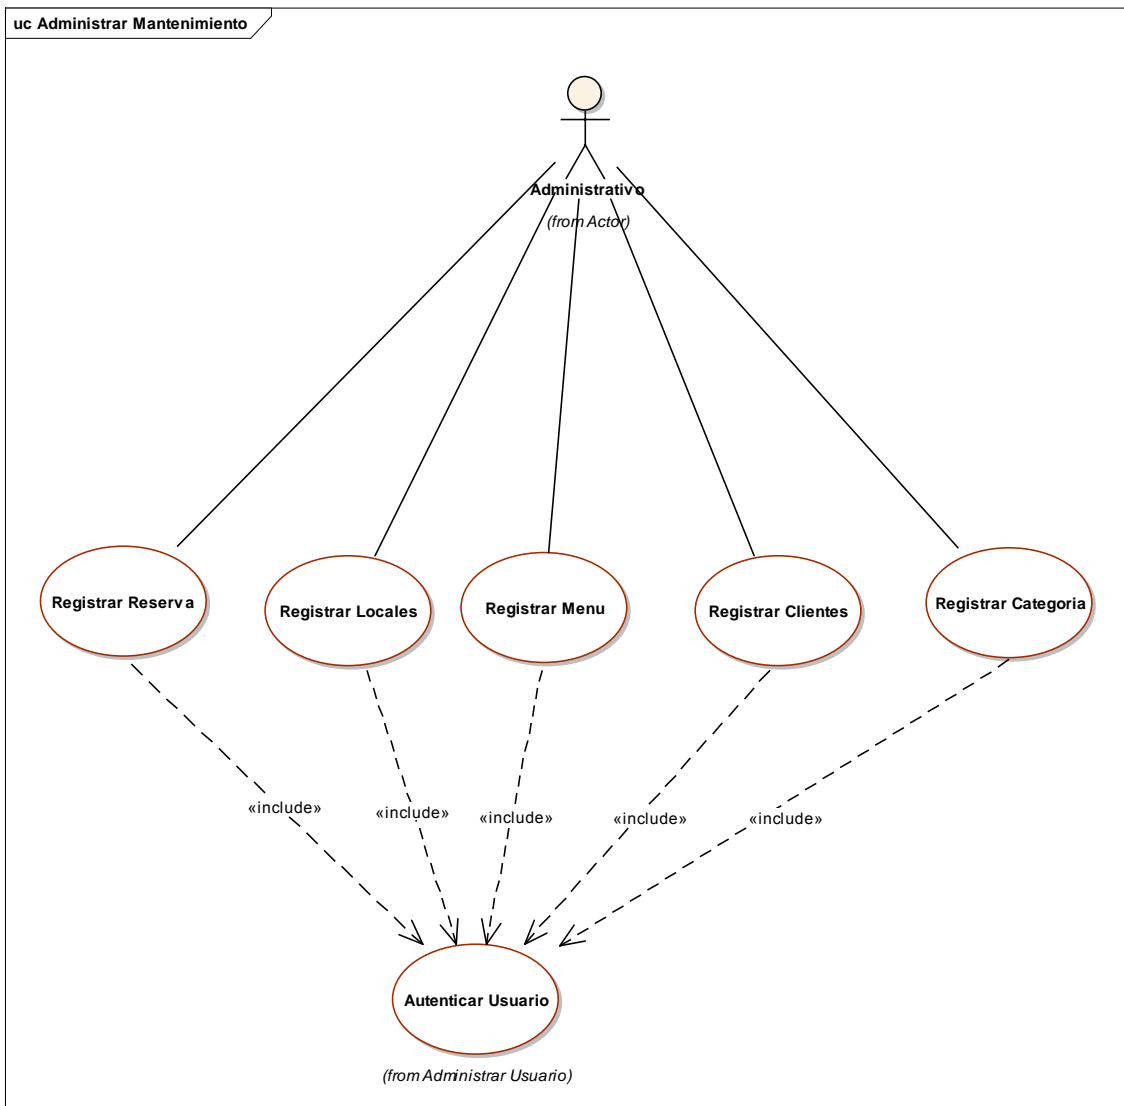 uc Administrar Mantenimiento
Administrativo
(from Actor)
Registrar Reserva
Registrar Locales
Registrar Menu
Registrar Clientes
Registrar Categoria
«include»
«include»
«include»
«include»
«include»
Autenticar Usuario
(from Administrar Usuario)